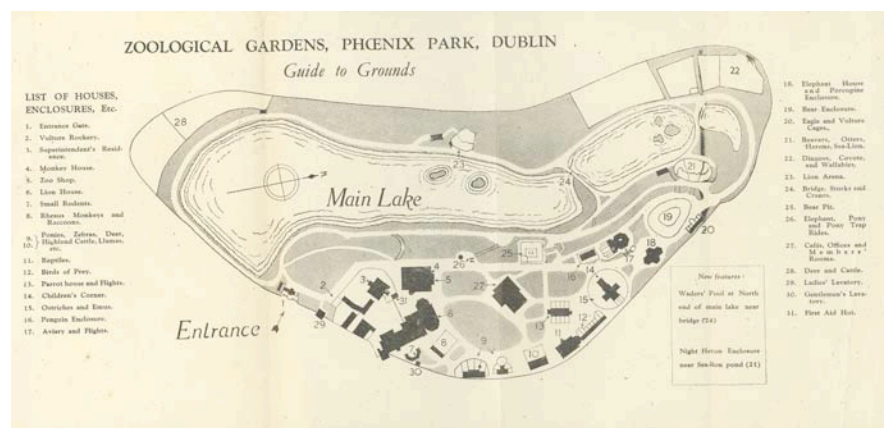 ZOOLOGICAL GARDENS, PHŒNIX PARK, DUBLIN
Guide to Grounds
LIST OF HOUSES,
ENCLOSURES, Etc.
1. Entrance Gate.
2. Vulture Rockery.
3. Superintendent's Resid-
ence.
4. Monkey House.
5. Zoo Shop.
6. Lion House.
7. Small Rodents.
8. Rhesus Monkeys and
Raccoons.
9. } Ponies, Zebras, Deer,
10. } Highland Cattle, Llamas,
etc.
11. Reptiles.
12. Birds of Prey.
13. Parrot house and Flights.
14. Children's Corner.
15. Ostriches and Emus.
16. Penguin Enclosure.
17. Aviary and Flights.
18. Elephant House
and Porcupine
Enclosure.
19. Bear Enclosure.
20. Eagle and Vulture
Cages.
21. Beavers, Otters,
Herons, Sea-Lion.
22. Dingoes, Coyote,
and Wallabies.
23. Lion Arena.
24. Bridge, Storks and
Cranes.
25. Bear Pit.
26. Elephant, Pony
and Pony Trap
Rides.
27. Cafés, Offices and
Members'
Rooms.
28. Deer and Cattle.
29. Ladies' Lavatory.
30. Gentlemen's Lava-
tory.
31. First Aid Hut.
Main Lake
Entrance
28
22
23
24
21
19
20
18
17
14
16
25
26
4
5
3
31
2
27
15
6
13
12
11
29
7
8
9
10
30
New features:
Waders' Pool at North
end of main lake near
bridge (24)
Night Heron Enclosure
near Sea-lion pond (21)